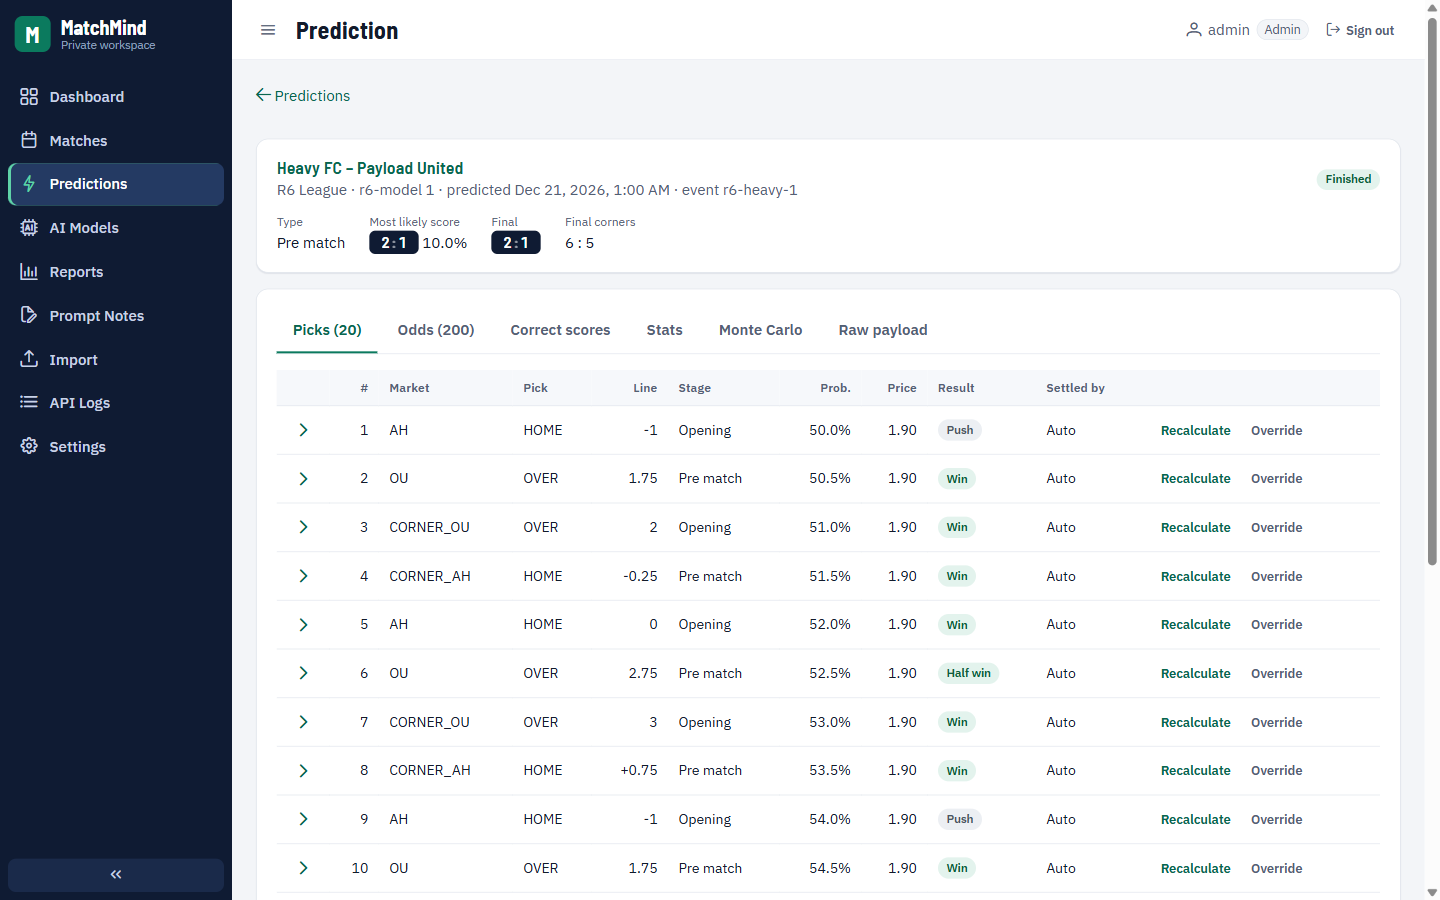 M
MatchMind
Private workspace
Dashboard
Matches
Predictions
AI Models
Reports
Prompt Notes
Import
API Logs
Settings
«
Prediction
admin Admin Sign out
Predictions
Heavy FC – Payload United
R6 League · r6-model 1 · predicted Dec 21, 2026, 1:00 AM · event r6-heavy-1
Finished
Type Most likely score Final Final corners
Pre match 2:1 10.0% 2:1 6 : 5
Picks (20) Odds (200) Correct scores Stats Monte Carlo Raw payload
# Market Pick Line Stage Prob. Price Result Settled by
1 AH HOME -1 Opening 50.0% 1.90 Push Auto Recalculate Override
2 OU OVER 1.75 Pre match 50.5% 1.90 Win Auto Recalculate Override
3 CORNER_OU OVER 2 Opening 51.0% 1.90 Win Auto Recalculate Override
4 CORNER_AH HOME -0.25 Pre match 51.5% 1.90 Win Auto Recalculate Override
5 AH HOME 0 Opening 52.0% 1.90 Win Auto Recalculate Override
6 OU OVER 2.75 Pre match 52.5% 1.90 Half win Auto Recalculate Override
7 CORNER_OU OVER 3 Opening 53.0% 1.90 Win Auto Recalculate Override
8 CORNER_AH HOME +0.75 Pre match 53.5% 1.90 Win Auto Recalculate Override
9 AH HOME -1 Opening 54.0% 1.90 Push Auto Recalculate Override
10 OU OVER 1.75 Pre match 54.5% 1.90 Win Auto Recalculate Override